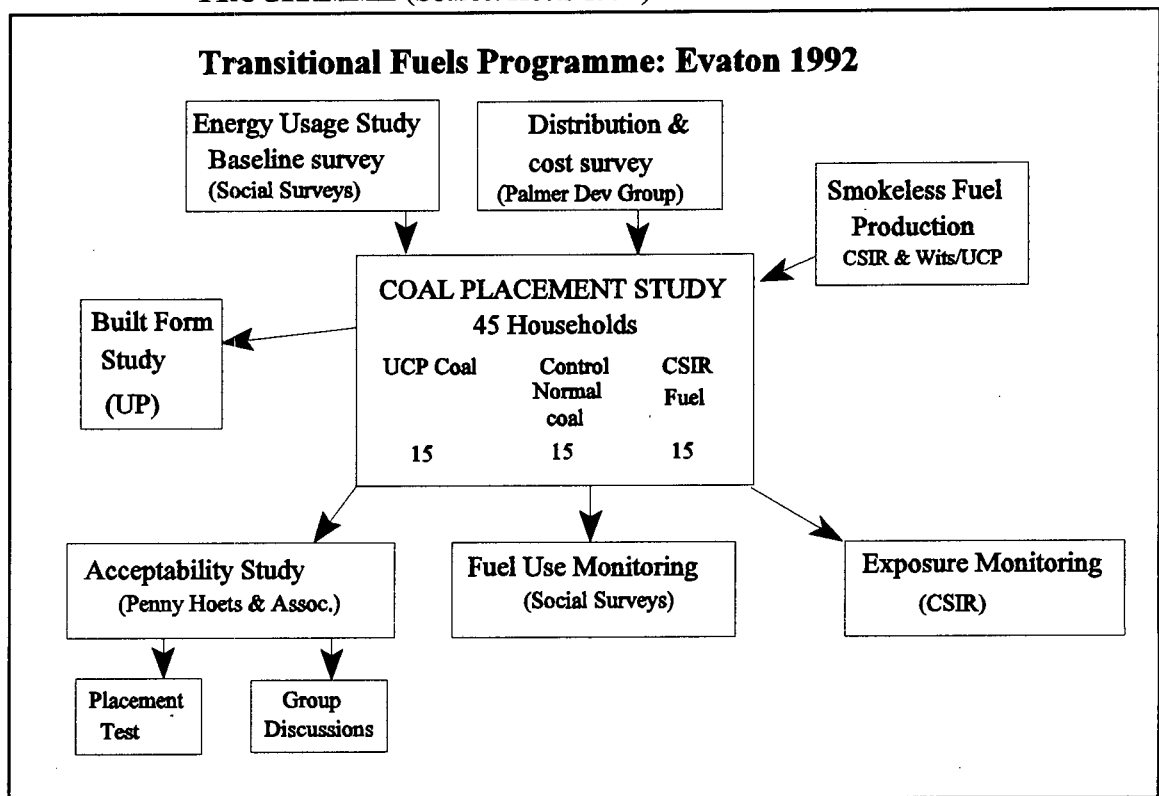 Transitional Fuels Programme: Evaton 1992
Energy Usage Study
Baseline survey
(Social Surveys)
Distribution &
cost survey
(Palmer Dev Group)
Smokeless Fuel
Production
CSIR & Wits/UCP
COAL PLACEMENT STUDY
45 Households
UCP Coal
15
Control
Normal
coal
15
CSIR
Fuel
15
Built Form
Study
(UP)
Acceptability Study
(Penny Hoets & Assoc.)
Fuel Use Monitoring
(Social Surveys)
Exposure Monitoring
(CSIR)
Placement
Test
Group
Discussions